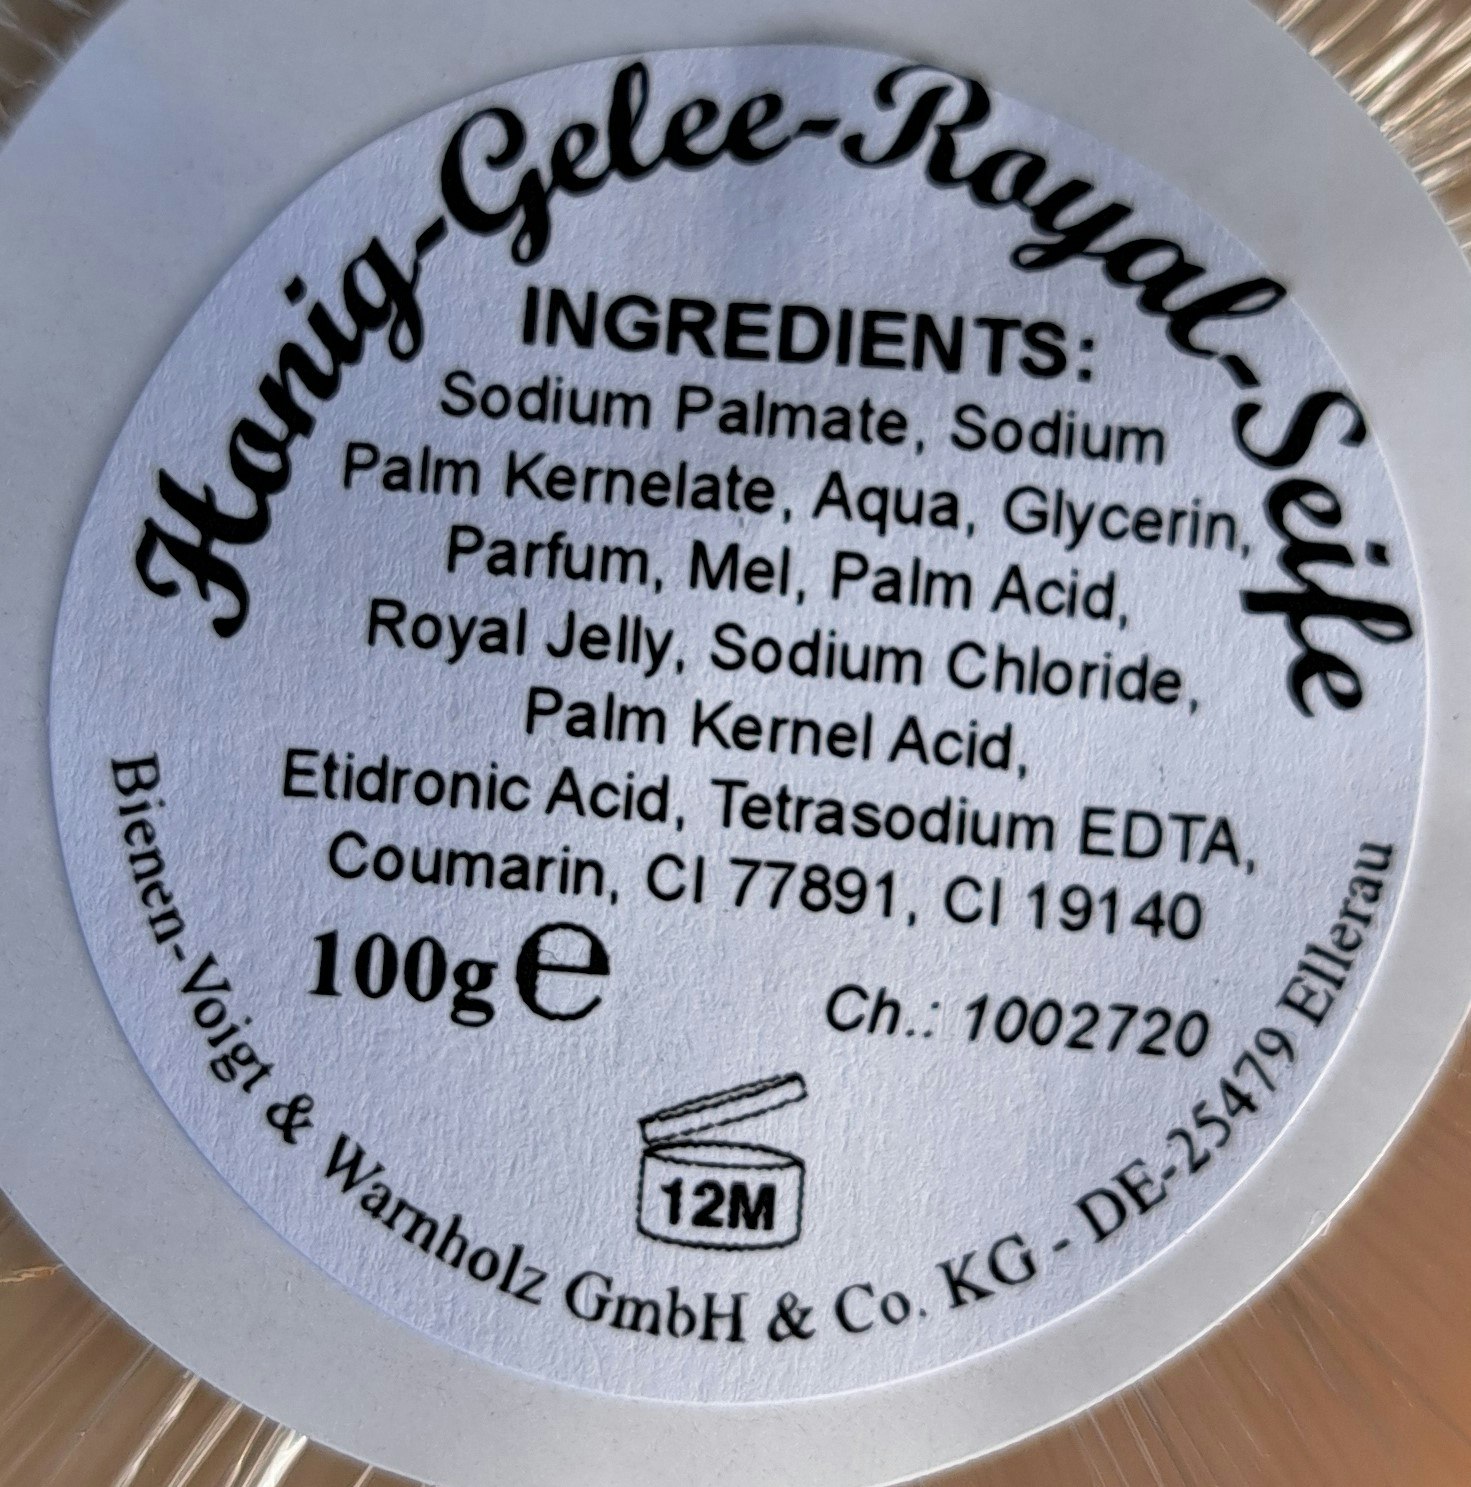 Honig-Gelee-Royal-Seife
INGREDIENTS:
Sodium Palmate, Sodium
Palm Kernelate, Aqua, Glycerin,
Parfum, Mel, Palm Acid,
Royal Jelly, Sodium Chloride,
Palm Kernel Acid,
Etidronic Acid, Tetrasodium EDTA,
Coumarin, CI 77891, CI 19140
100g e
Ch.: 1002720
12M
Bienen-Voigt & Warnholz GmbH & Co. KG - DE-25479 Ellerau